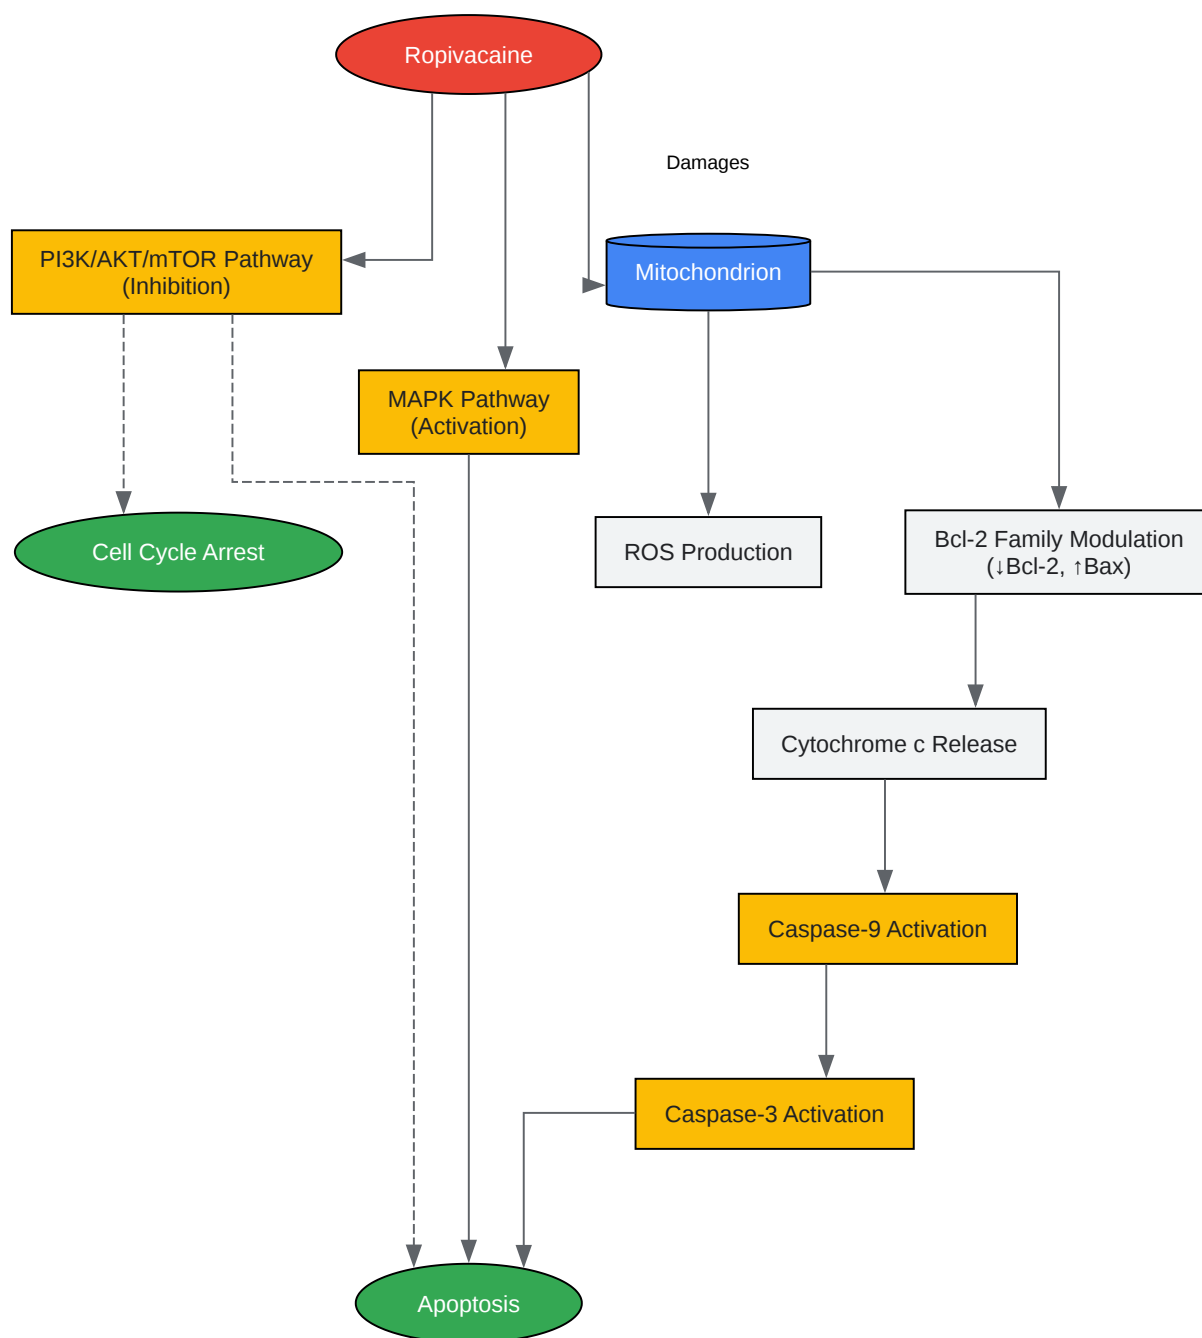 Ropivacaine
Damages
PI3K/AKT/mTOR Pathway
(Inhibition)
Mitochondrion
MAPK Pathway
(Activation)
Cell Cycle Arrest
ROS Production
Bcl-2 Family Modulation
(↓Bcl-2, ↑Bax)
Cytochrome c Release
Caspase-9 Activation
Caspase-3 Activation
Apoptosis